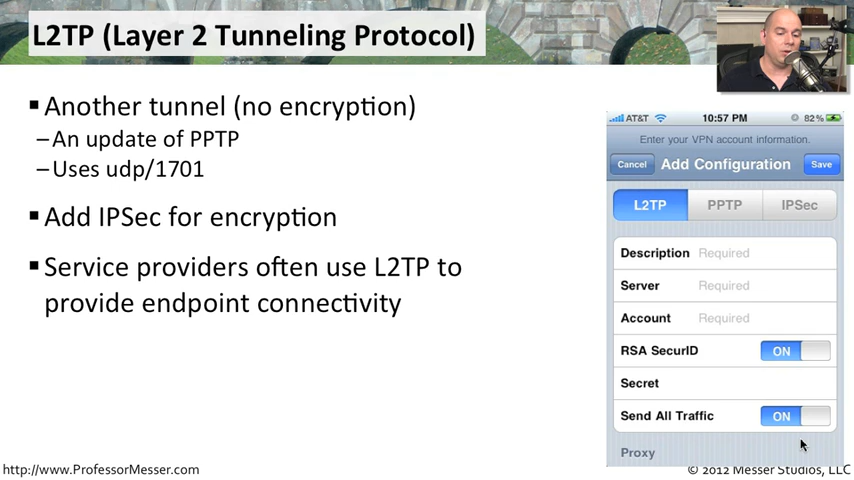 L2TP (Layer 2 Tunneling Protocol)
▪Another tunnel (no encryption)
–An update of PPTP
–Uses udp/1701
▪Add IPSec for encryption
▪Service providers often use L2TP to
provide endpoint connectivity
AT&T 10:57 PM 82%
Enter your VPN account information.
Cancel Add Configuration Save
L2TP PPTP IPSec
Description Required
Server Required
Account Required
RSA SecurID ON
Secret
Send All Traffic ON
Proxy
http://www.ProfessorMesser.com
© 2012 Messer Studios, LLC